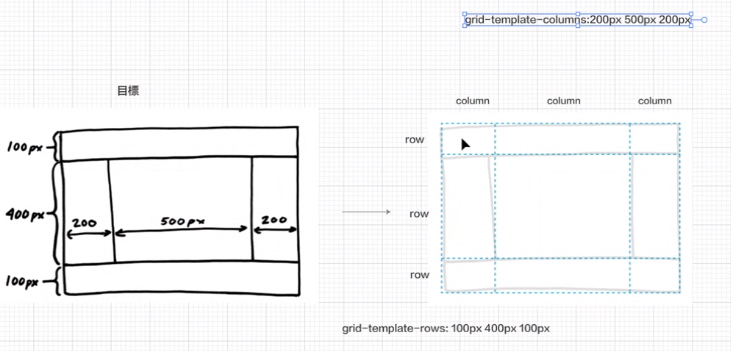 grid-template-columns:200px 500px 200px
目標
column column column
100px
row
400px
200 500px 200
row
100px
row
grid-template-rows: 100px 400px 100px